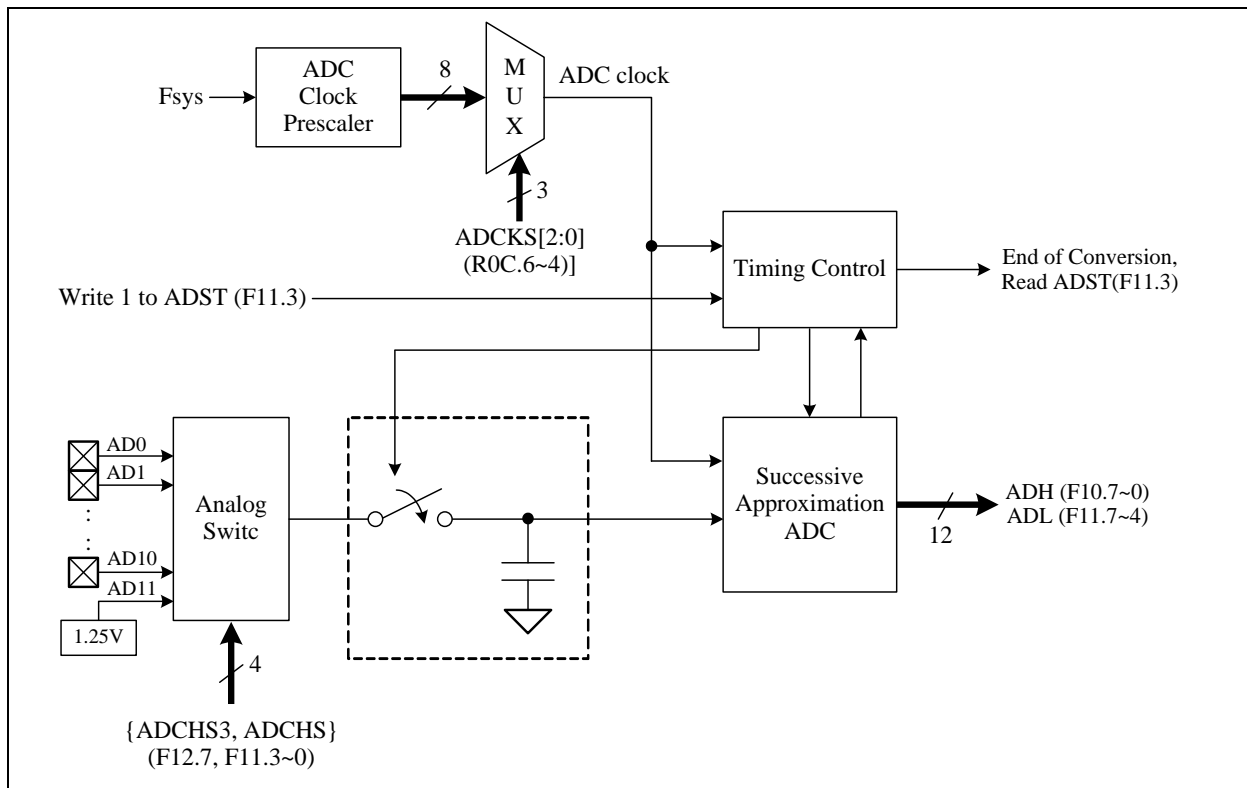 ADC
Clock
Prescaler
Fsys
8
M
U
X
ADC clock
3
ADCKS[2:0]
(R0C.6~4)]
Timing Control
End of Conversion,
Read ADST(F11.3)
Write 1 to ADST (F11.3)
AD0
AD1
:
:
AD10
AD11
1.25V
Analog
Switc
4
{ADCHS3, ADCHS}
(F12.7, F11.3~0)
Successive
Approximation
ADC
12
ADH (F10.7~0)
ADL (F11.7~4)